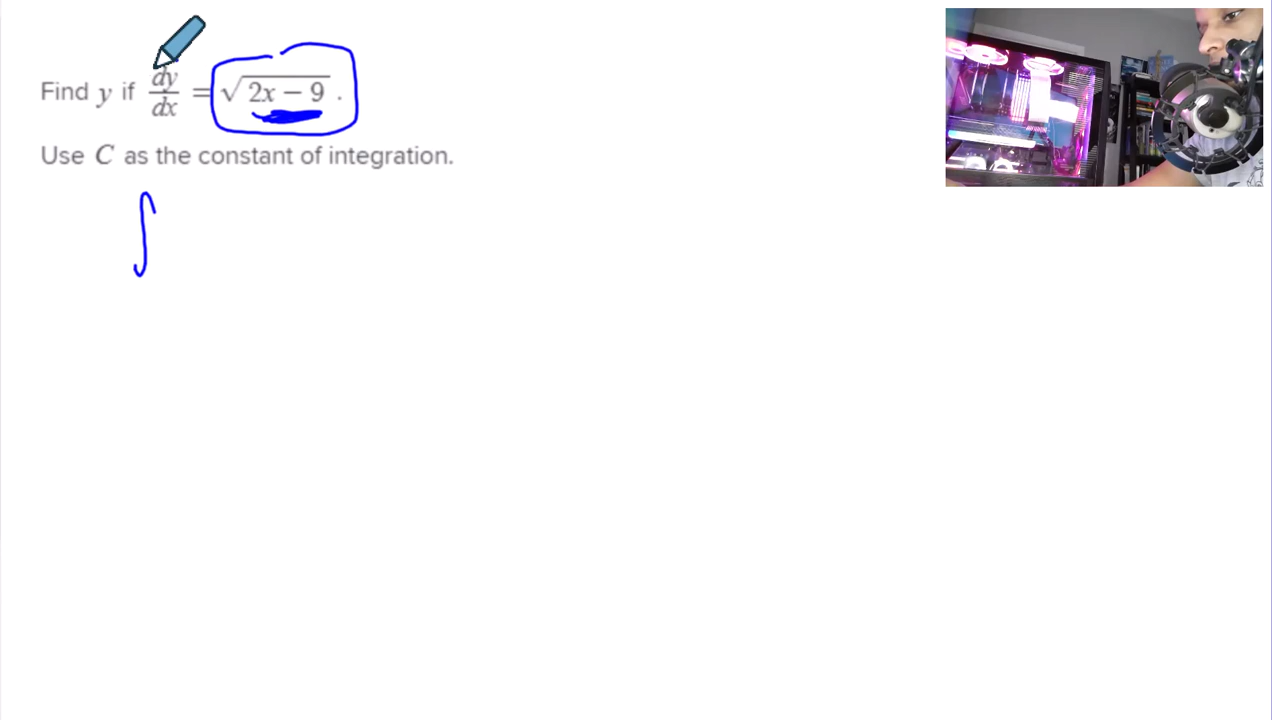 Find y if dy/dx = √2x − 9 .
Use C as the constant of integration.
∫